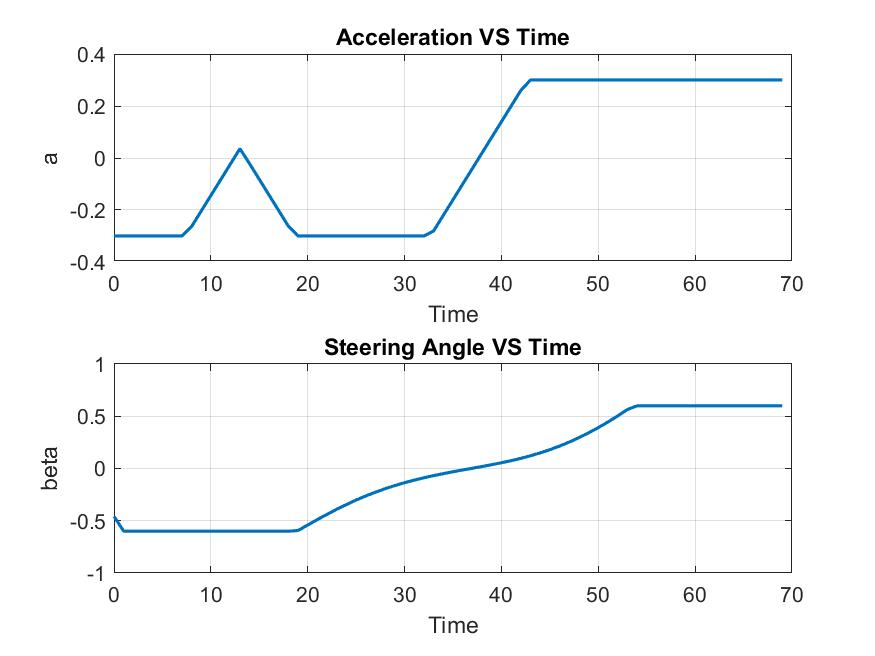 Acceleration VS Time
0.4
0.2
0
-0.2
-0.4
a
0 10 20 30 40 50 60 70
Time
Steering Angle VS Time
1
0.5
0
-0.5
-1
beta
0 10 20 30 40 50 60 70
Time